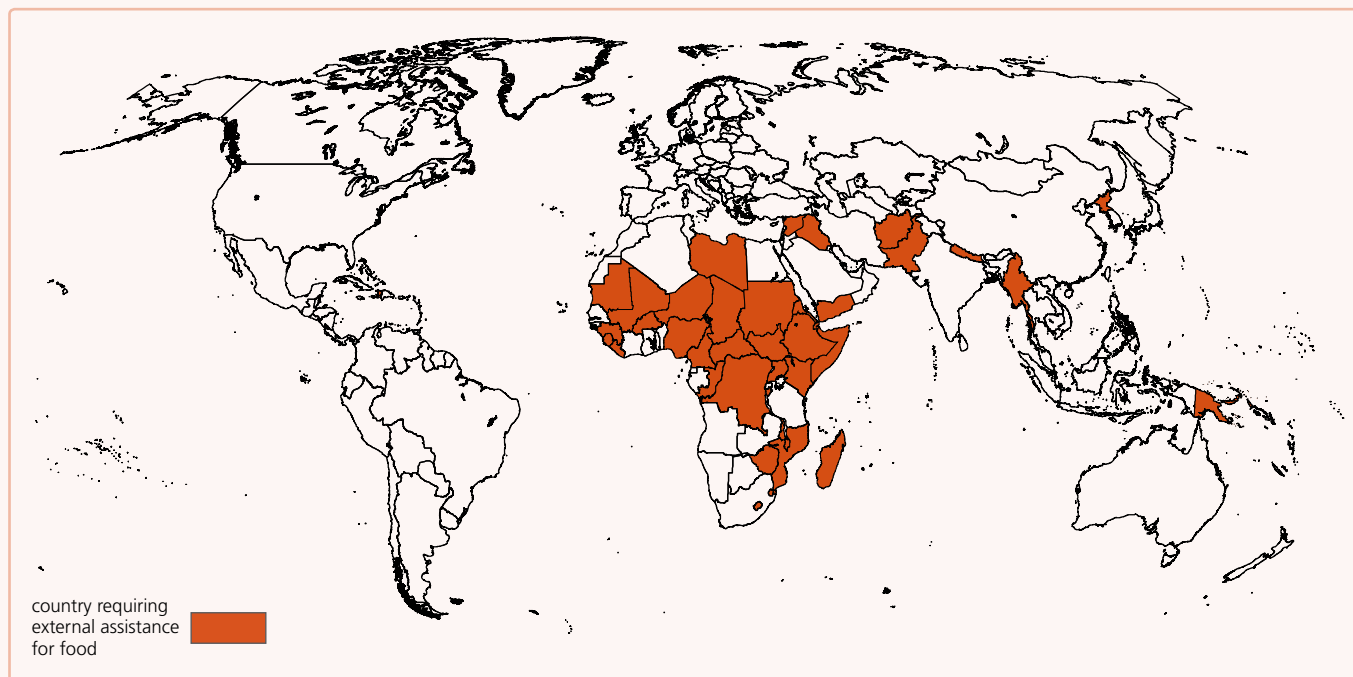 country requiring
external assistance
for food